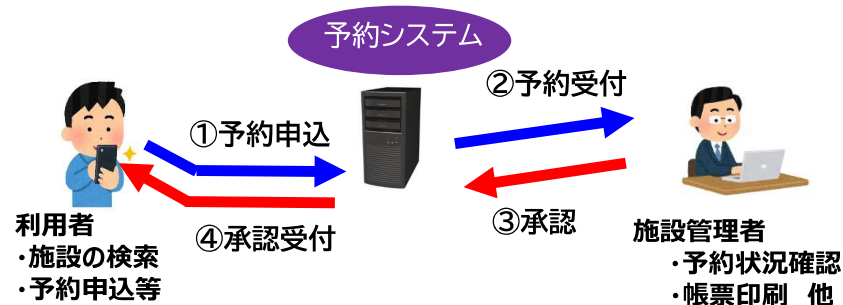 予約システム
②予約受付
①予約申込
③承認
④承認受付
利用者
・施設の検索
・予約申込等
施設管理者
・予約状況確認
・帳票印刷 他